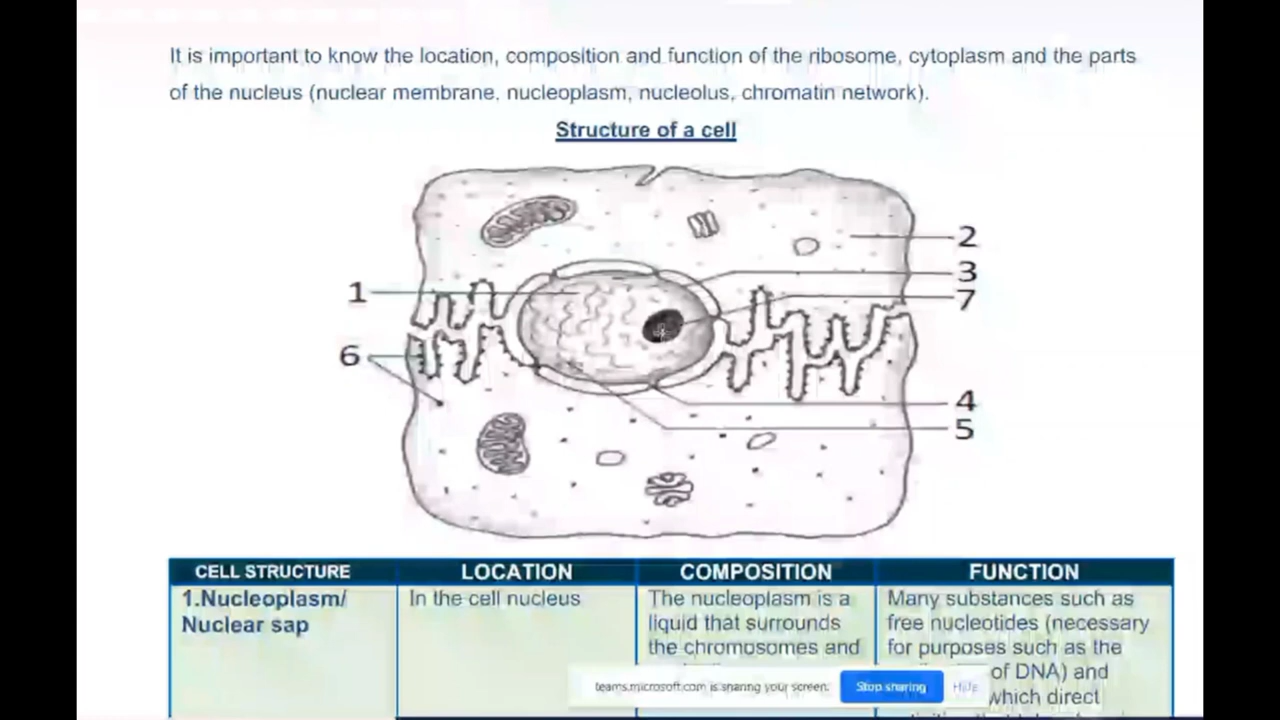 It is important to know the location, composition and function of the ribosome, cytoplasm and the parts
of the nucleus (nuclear membrane, nucleoplasm, nucleolus, chromatin network).
Structure of a cell
1
2
3
7
6
4
5
CELL STRUCTURE LOCATION COMPOSITION FUNCTION
1.Nucleoplasm/
Nuclear sap
In the cell nucleus
The nucleoplasm is a
liquid that surrounds
the chromosomes and
Many substances such as
free nucleotides (necessary
for purposes such as the
of DNA) and
which direct
teams.microsoft.com is sharing your screen.
Stop sharing
Hide